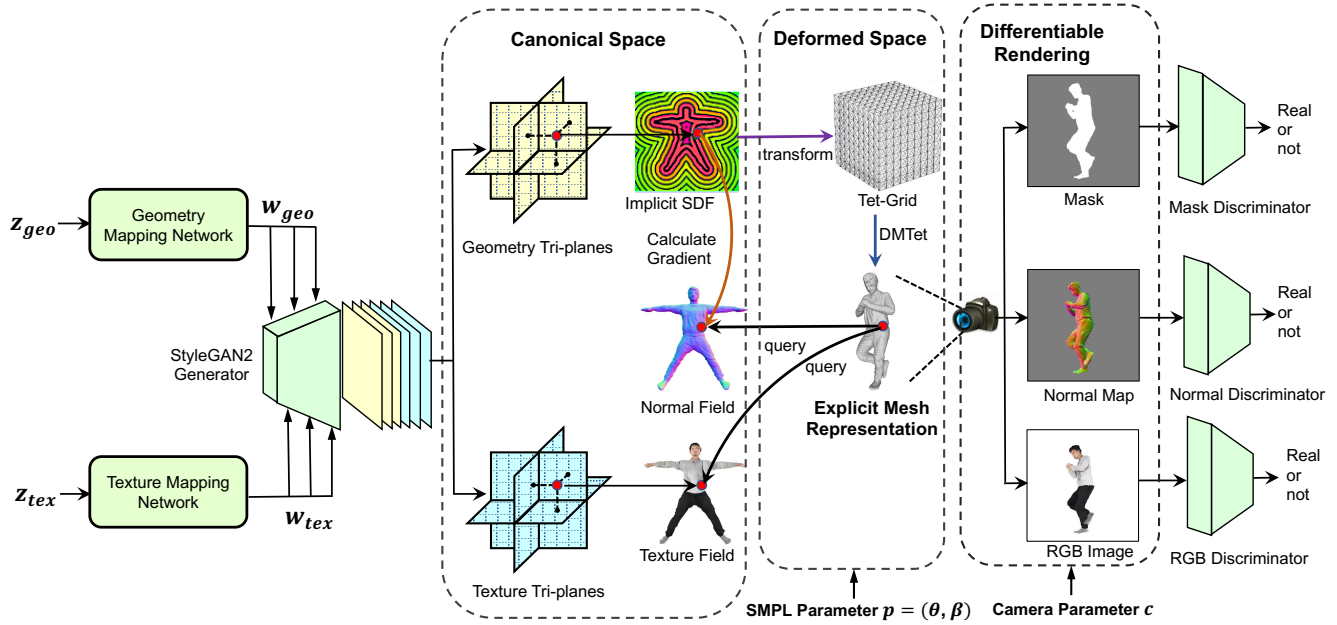 Canonical Space
Deformed Space
Differentiable
Rendering
Real
or
not
transform
Implicit SDF
Tet-Grid
Mask
Mask Discriminator
z_geo
Geometry
Mapping Network
w_geo
Geometry Tri-planes
Calculate
Gradient
DMTet
Real
or
not
StyleGAN2
Generator
query
query
Normal Field
Explicit Mesh
Representation
Normal Map
Normal Discriminator
z_tex
Texture Mapping
Network
w_tex
Real
or
not
Texture Field
RGB Image
RGB Discriminator
Texture Tri-planes
SMPL Parameter p = (θ, β)
Camera Parameter c